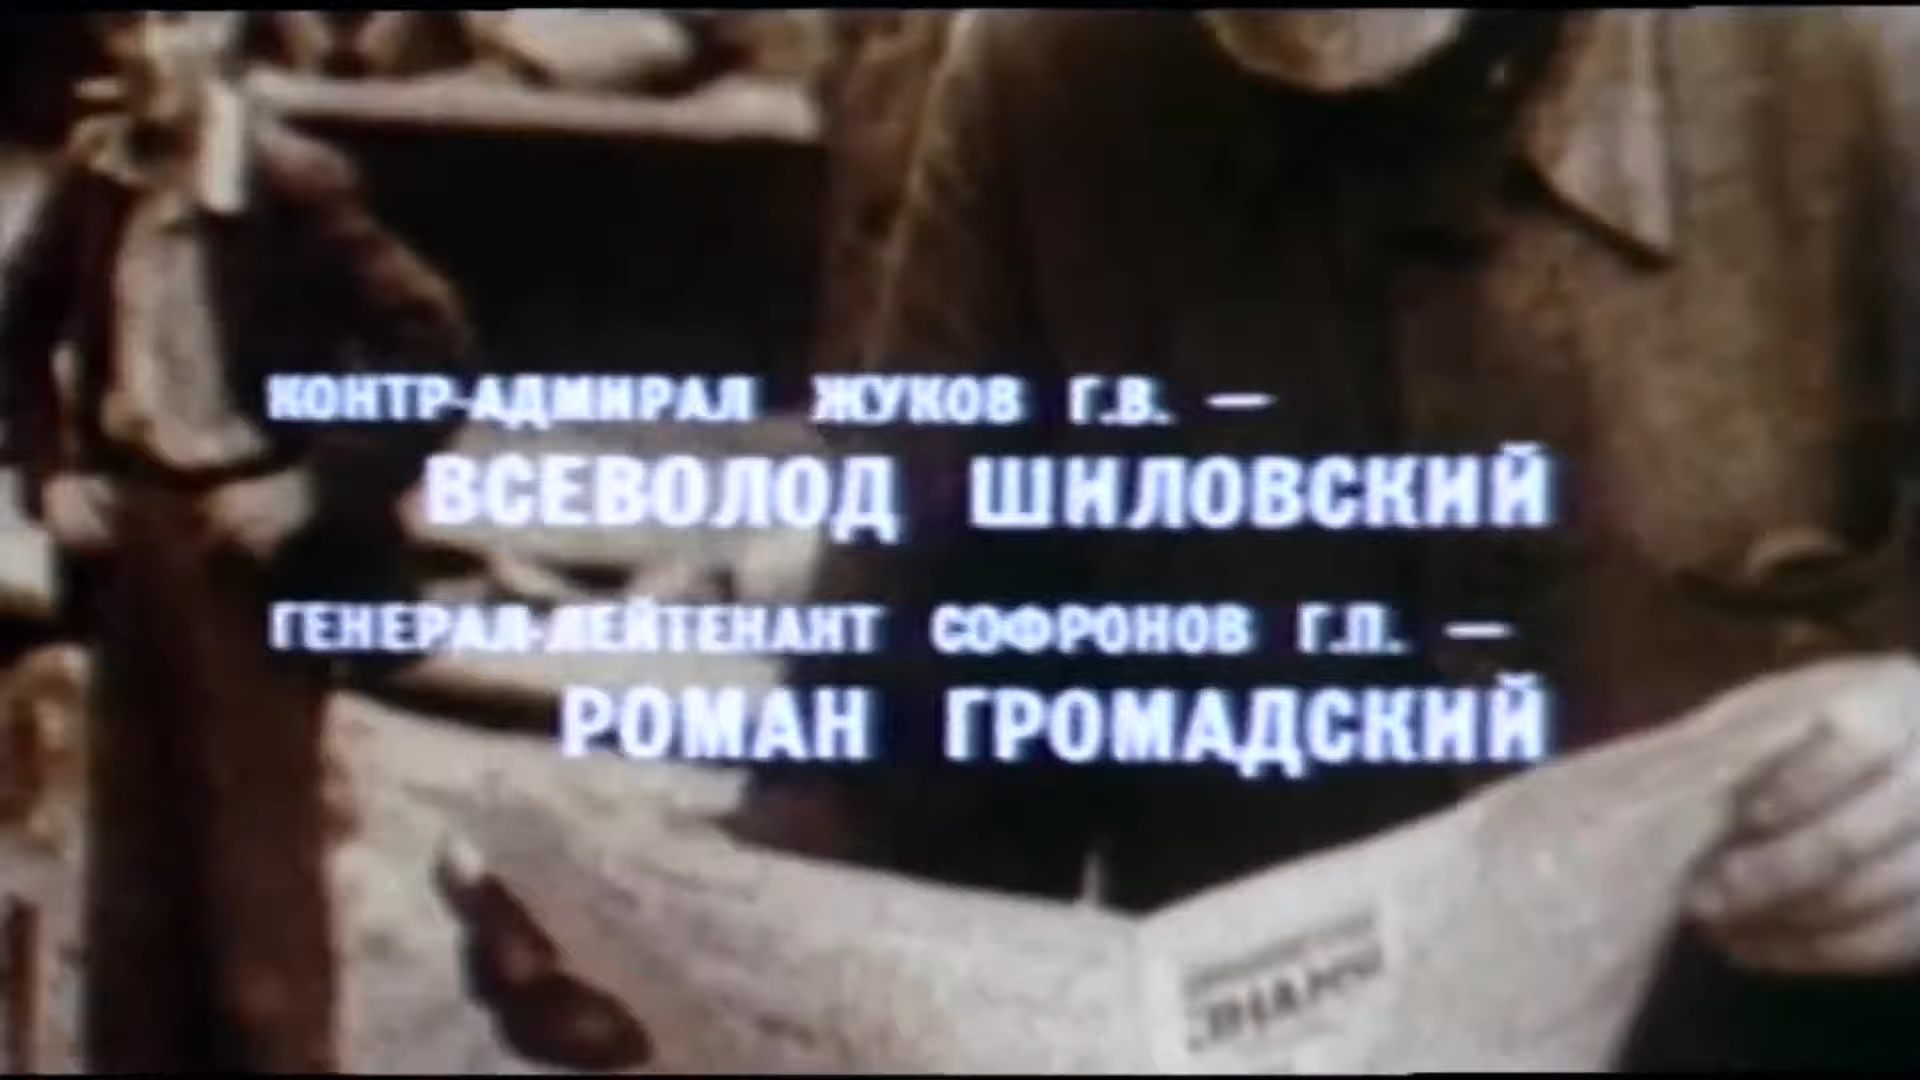 КОНТР-АДМИРАЛ ЖУКОВ Г.В. —
ВСЕВОЛОД ШИЛОВСКИЙ
ГЕНЕРАЛ-ЛЕЙТЕНАНТ СОФРОНОВ Г.П. —
РОМАН ГРОМАДСКИЙ